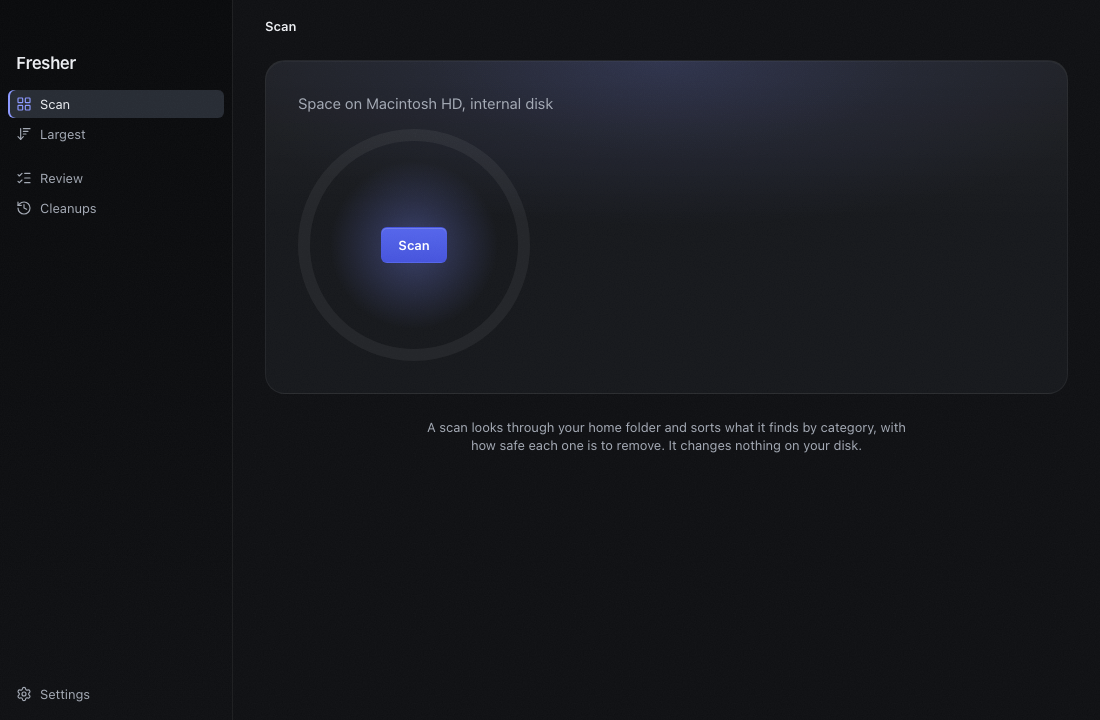 Fresher
Scan
Largest
Review
Cleanups
Settings
Scan
Space on Macintosh HD, internal disk
Scan
A scan looks through your home folder and sorts what it finds by category, with
how safe each one is to remove. It changes nothing on your disk.